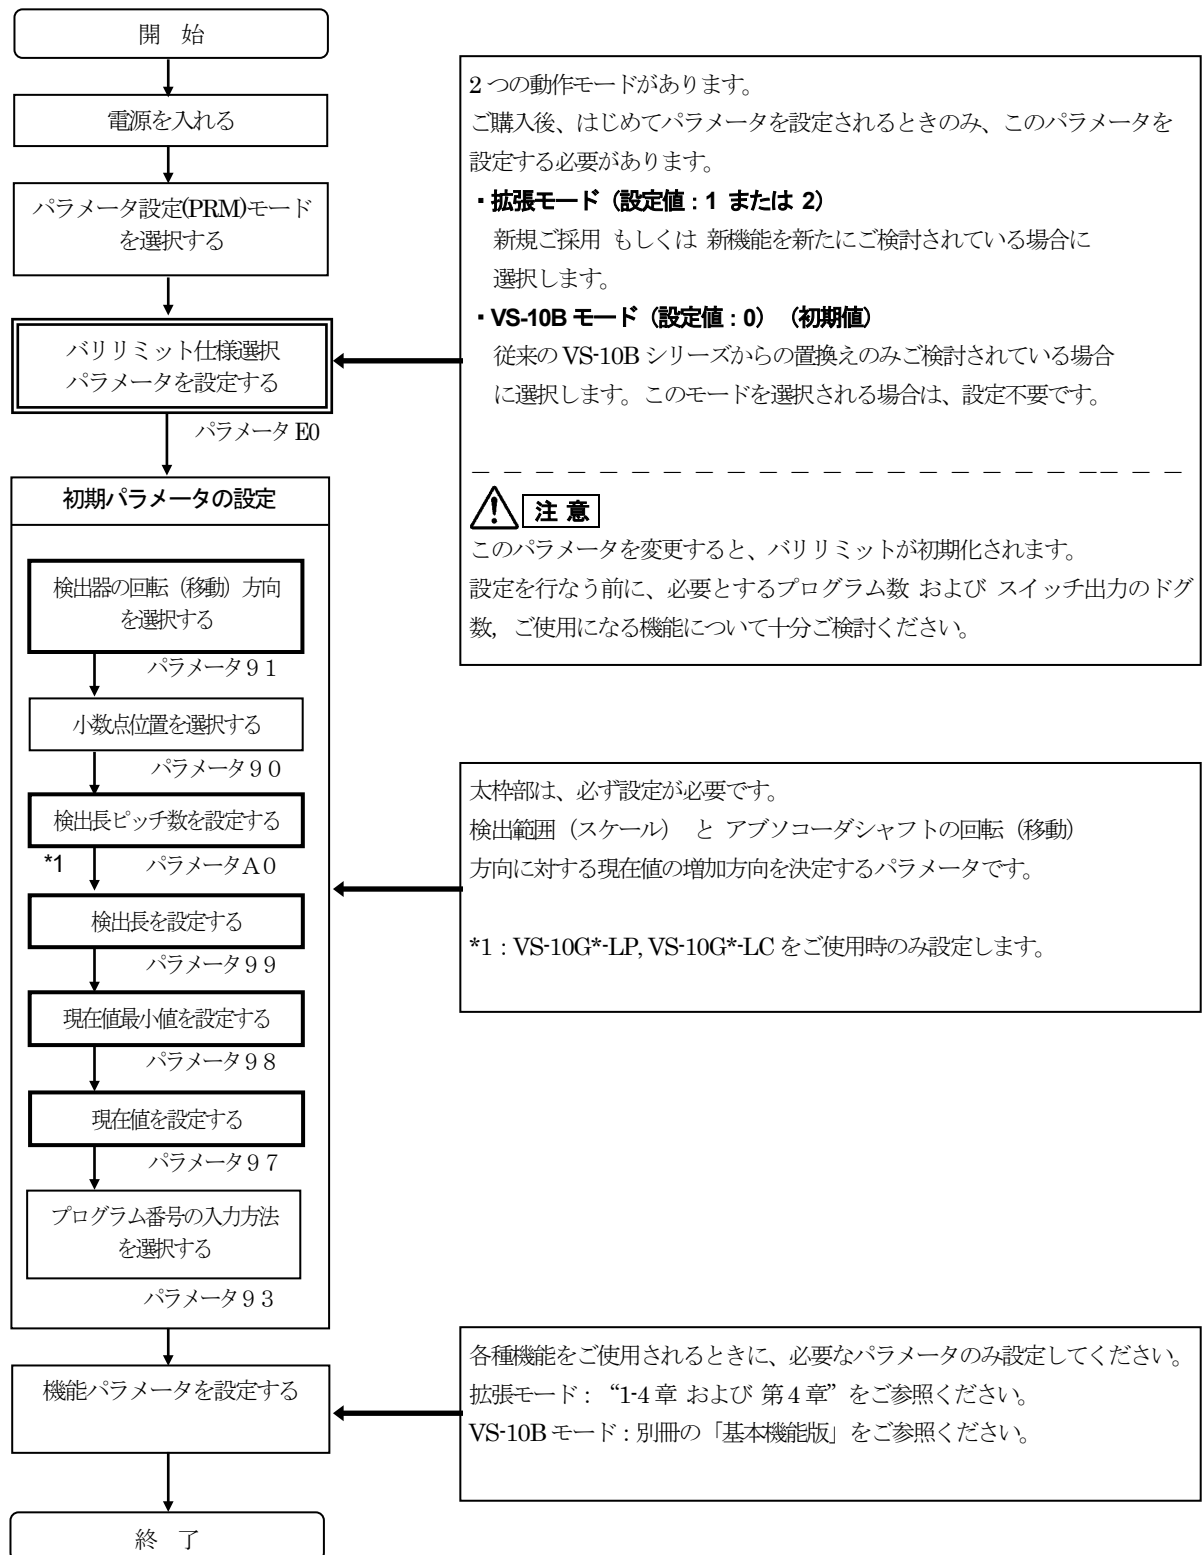 開 始
電源を入れる
パラメータ設定(PRM)モード
を選択する
バリリミット仕様選択
パラメータを設定する
パラメータ E0
2 つの動作モードがあります。
ご購入後、はじめてパラメータを設定されるときのみ、このパラメータを
設定する必要があります。
・拡張モード（設定値：1 または 2）
新規ご採用 もしくは 新機能を新たにご検討されている場合に
選択します。
・VS-10B モード（設定値：0）（初期値）
従来の VS-10B シリーズからの置換えのみご検討されている場合
に選択します。このモードを選択される場合は、設定不要です。
注 意
このパラメータを変更すると、バリリミットが初期化されます。
設定を行なう前に、必要とするプログラム数 および スイッチ出力のドグ
数，ご使用になる機能について十分ご検討ください。
初期パラメータの設定
検出器の回転（移動）方向
を選択する
パラメータ９１
小数点位置を選択する
パラメータ９０
検出長ピッチ数を設定する
*1 パラメータA０
検出長を設定する
パラメータ９９
現在値最小値を設定する
パラメータ９８
現在値を設定する
パラメータ９７
プログラム番号の入力方法
を選択する
パラメータ９３
太枠部は、必ず設定が必要です。
検出範囲（スケール） と アブソコーダシャフトの回転（移動）
方向に対する現在値の増加方向を決定するパラメータです。
*1：VS-10G*-LP, VS-10G*-LC をご使用時のみ設定します。
機能パラメータを設定する
各種機能をご使用されるときに、必要なパラメータのみ設定してください。
拡張モード： “1-4 章 および 第 4 章”をご参照ください。
VS-10B モード：別冊の「基本機能版」をご参照ください。
終 了